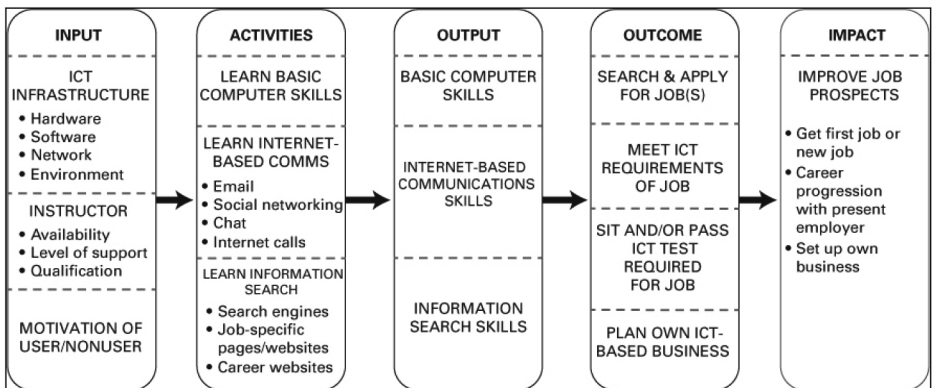 INPUT
ICT
INFRASTRUCTURE
• Hardware
• Software
• Network
• Environment
INSTRUCTOR
• Availability
• Level of support
• Qualification
MOTIVATION OF
USER/NONUSER
ACTIVITIES
LEARN BASIC
COMPUTER SKILLS
LEARN INTERNET-
BASED COMMS
• Email
• Social networking
• Chat
• Internet calls
LEARN INFORMATION
SEARCH
• Search engines
• Job-specific
pages/websites
• Career websites
OUTPUT
BASIC COMPUTER
SKILLS
INTERNET-BASED
COMMUNICATIONS
SKILLS
INFORMATION
SEARCH SKILLS
OUTCOME
SEARCH & APPLY
FOR JOB(S)
MEET ICT
REQUIREMENTS
OF JOB
SIT AND/OR PASS
ICT TEST
REQUIRED
FOR JOB
PLAN OWN ICT-
BASED BUSINESS
IMPACT
IMPROVE JOB
PROSPECTS
• Get first job or
new job
• Career
progression
with present
employer
• Set up own
business